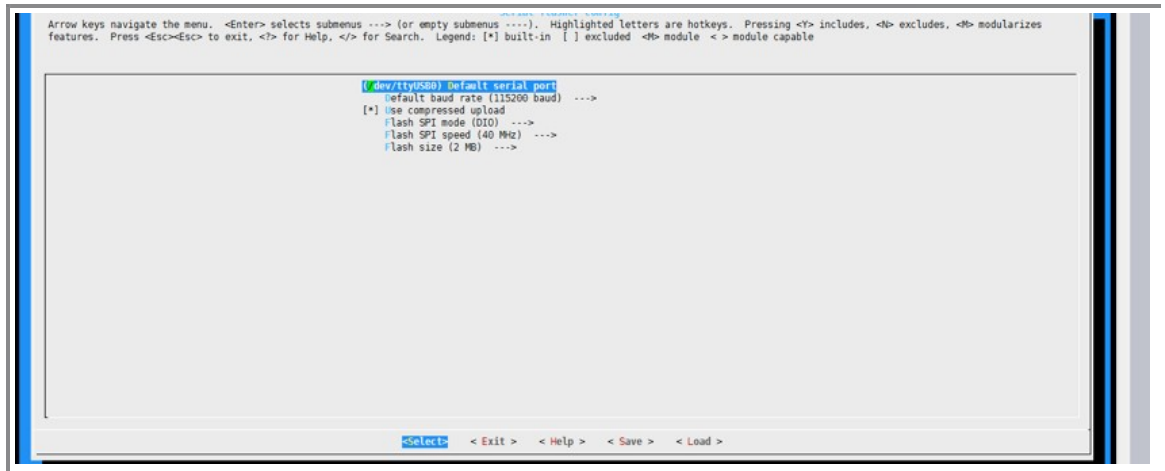 Serial flasher config
Arrow keys navigate the menu.  <Enter> selects submenus ---> (or empty submenus ----).  Highlighted letters are hotkeys.  Pressing <Y> includes, <N> excludes, <M> modularizes
features.  Press <Esc><Esc> to exit, <?> for Help, </> for Search.  Legend: [*] built-in  [ ] excluded  <M> module  < > module capable
(/dev/ttyUSB0) Default serial port
Default baud rate (115200 baud)  --->
[*] Use compressed upload
Flash SPI mode (DIO)  --->
Flash SPI speed (40 MHz)  --->
Flash size (2 MB)  --->
<Select>    < Exit >    < Help >    < Save >    < Load >